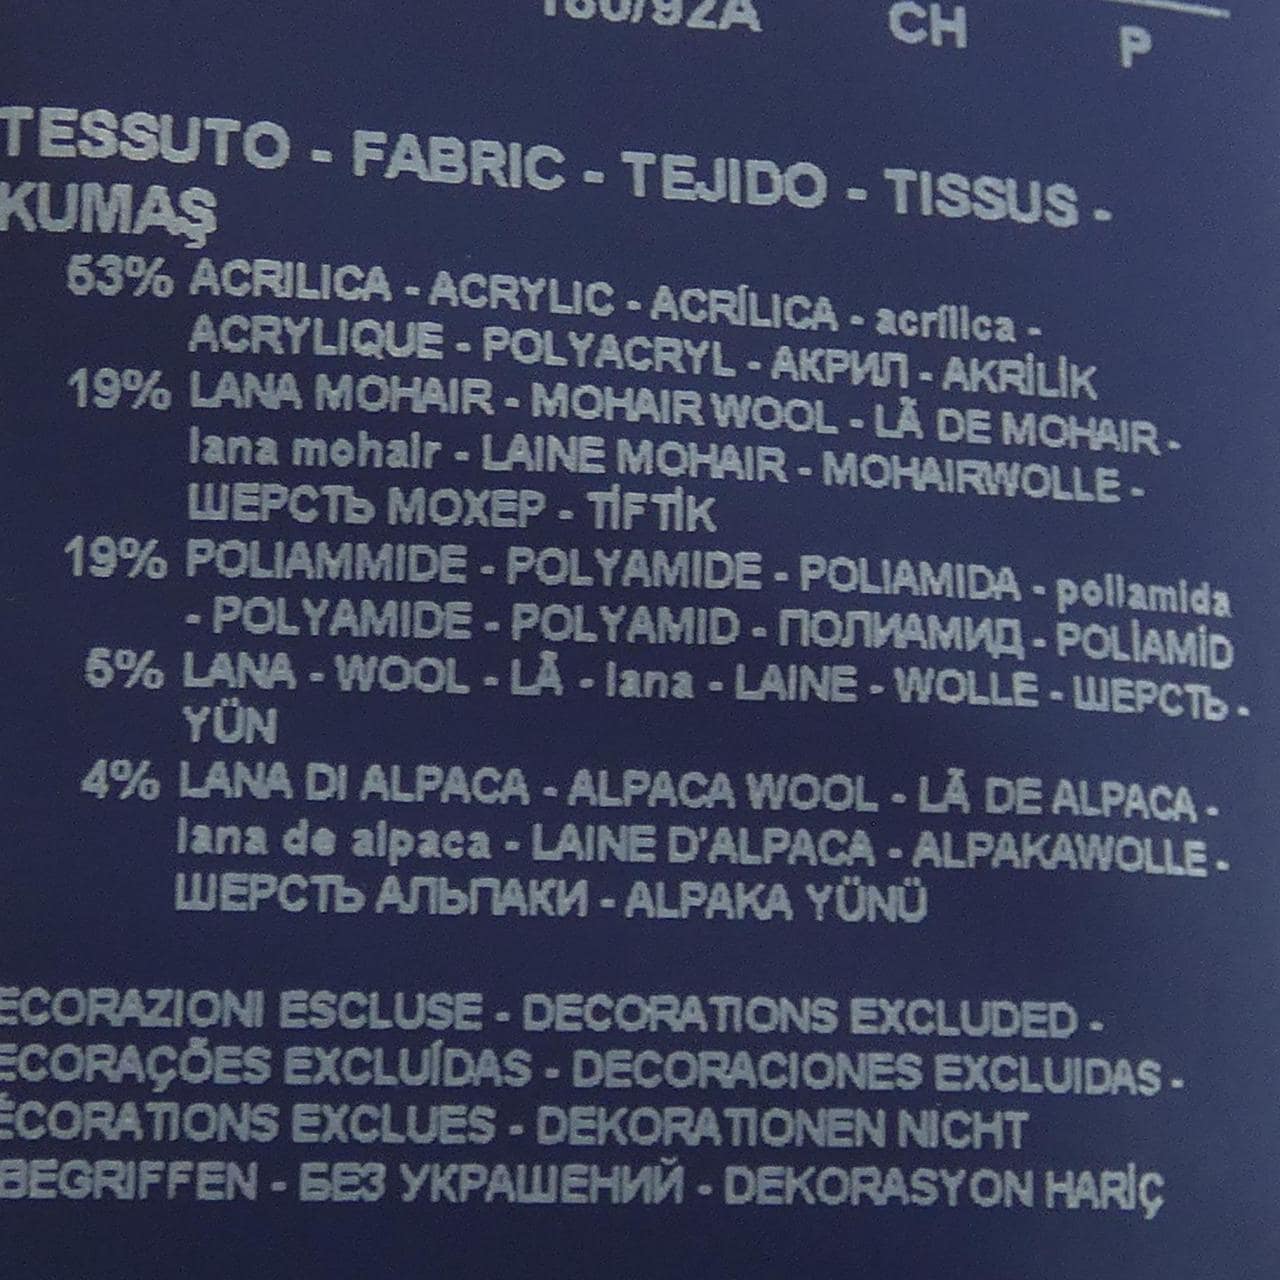 160/92A CH P
TESSUTO - FABRIC - TEJIDO - TISSUS -
KUMAŞ
53% ACRILICA - ACRYLIC - ACRÍLICA - acrílica -
ACRYLIQUE - POLYACRYL - АКРИЛ - AKRİLİK
19% LANA MOHAIR - MOHAIR WOOL - LÃ DE MOHAIR -
lana mohair - LAINE MOHAIR - MOHAIRWOLLE -
ШЕРСТЬ МОХЕР - TİFTİK
19% POLIAMMIDE - POLYAMIDE - POLIAMIDA - poliamida
- POLYAMIDE - POLYAMID - ПОЛИАМИД - POLİAMİD
5% LANA - WOOL - LÃ - lana - LAINE - WOLLE - ШЕРСТЬ -
YÜN
4% LANA DI ALPACA - ALPACA WOOL - LÃ DE ALPACA -
lana de alpaca - LAINE D'ALPACA - ALPAKAWOLLE -
ШЕРСТЬ АЛЬПАКИ - ALPAKA YÜNÜ
ECORAZIONI ESCLUSE - DECORATIONS EXCLUDED -
ECORAÇÕES EXCLUÍDAS - DECORACIONES EXCLUIDAS -
ÉCORATIONS EXCLUES - DEKORATIONEN NICHT
BEGRIFFEN - БЕЗ УКРАШЕНИЙ - DEKORASYON HARİÇ